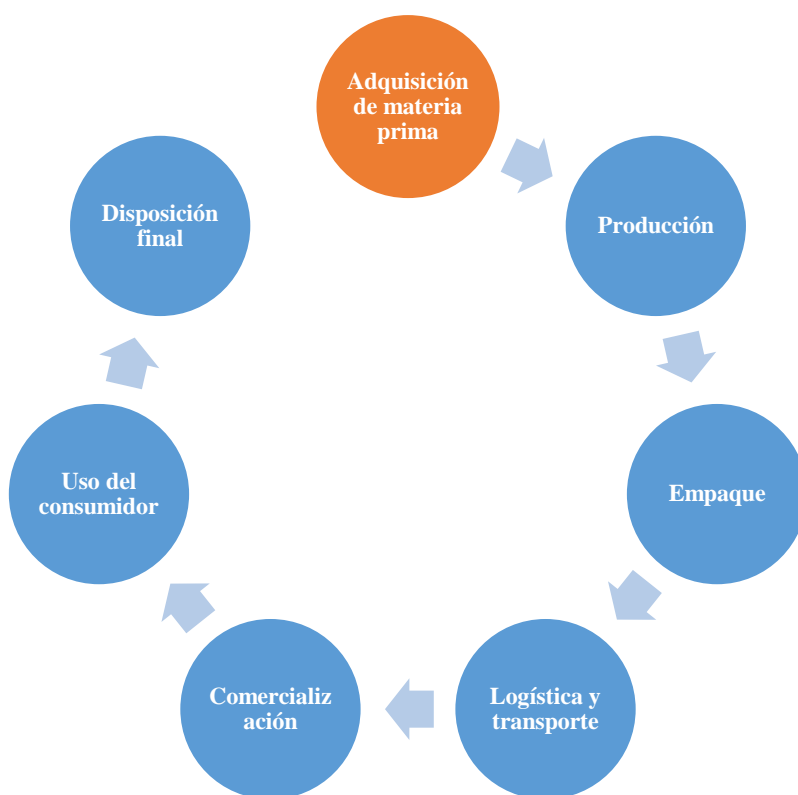 Adquisición
de materia
prima
Producción
Empaque
Logística y
transporte
Comercializ
ación
Uso del
consumidor
Disposición
final